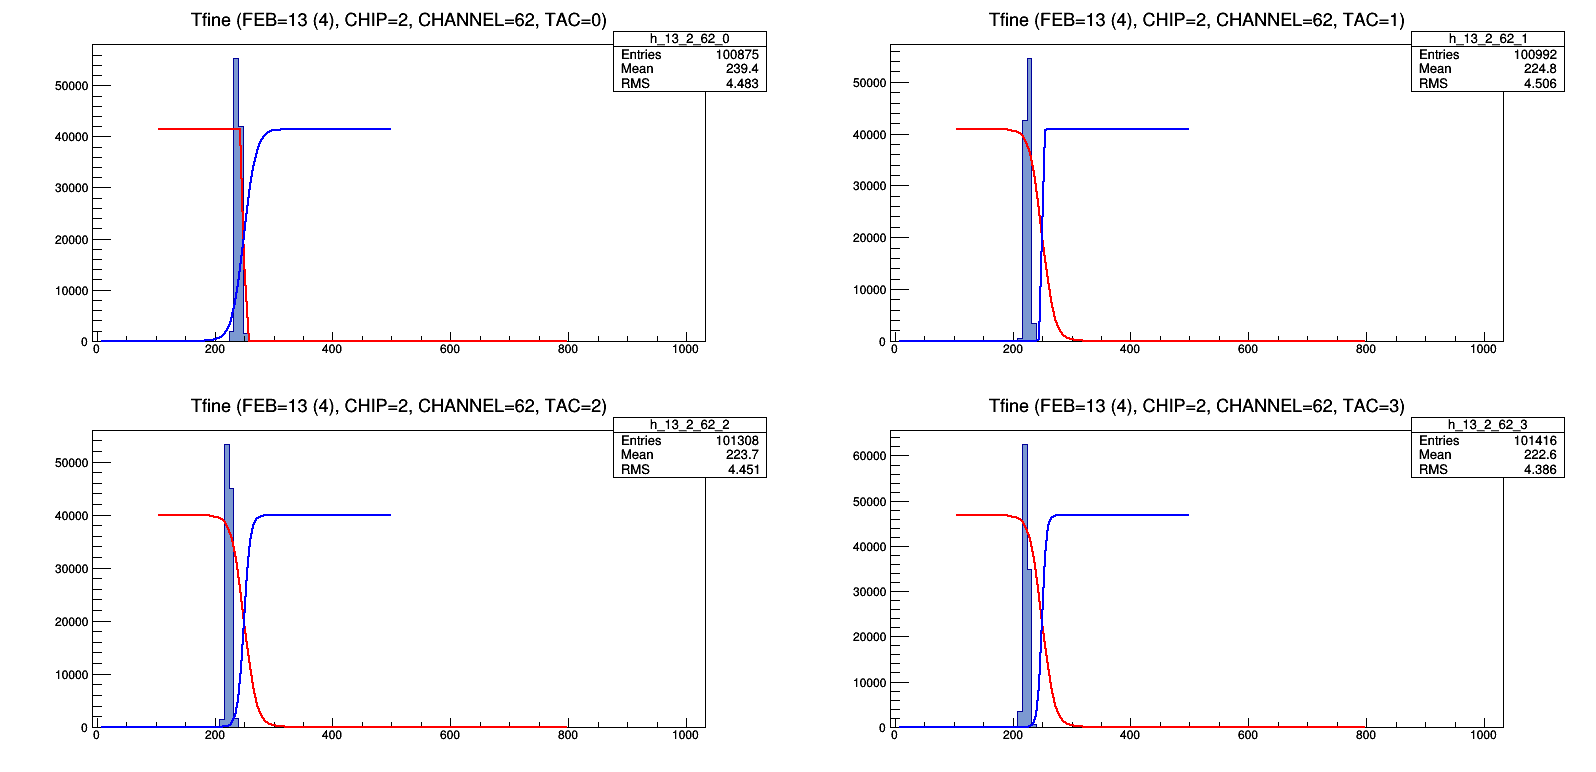 Tfine (FEB=13 (4), CHIP=2, CHANNEL=62, TAC=0)
h_13_2_62_0
Entries 100875
Mean 239.4
RMS 4.483
50000
40000
30000
20000
10000
0
0 200 400 600 800 1000
Tfine (FEB=13 (4), CHIP=2, CHANNEL=62, TAC=1)
h_13_2_62_1
Entries 100992
Mean 224.8
RMS 4.506
50000
40000
30000
20000
10000
0
0 200 400 600 800 1000
Tfine (FEB=13 (4), CHIP=2, CHANNEL=62, TAC=2)
h_13_2_62_2
Entries 101308
Mean 223.7
RMS 4.451
50000
40000
30000
20000
10000
0
0 200 400 600 800 1000
Tfine (FEB=13 (4), CHIP=2, CHANNEL=62, TAC=3)
h_13_2_62_3
Entries 101416
Mean 222.6
RMS 4.386
60000
50000
40000
30000
20000
10000
0
0 200 400 600 800 1000